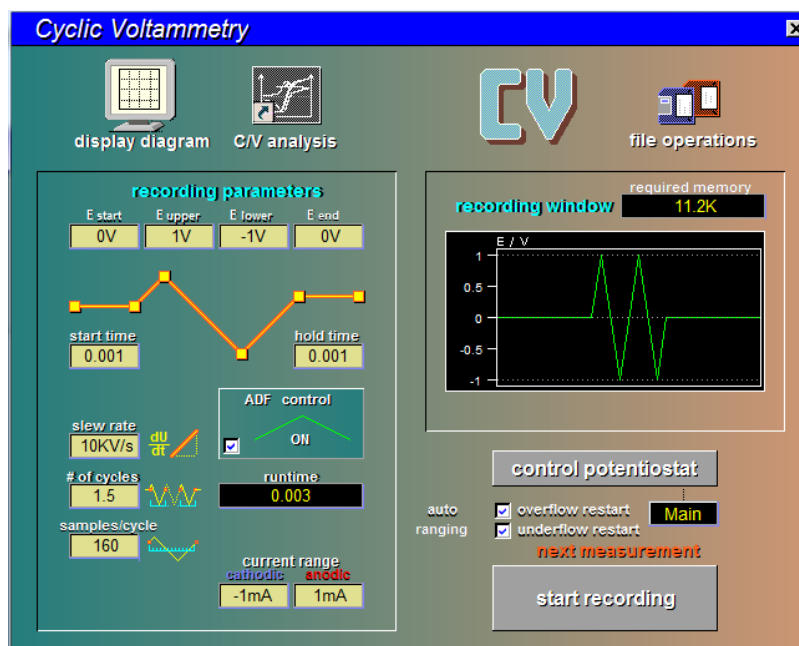 Cyclic Voltammetry
display diagram
C/V analysis
CV
file operations
recording parameters
E start E upper E lower E end
0V 1V -1V 0V
start time
0.001
hold time
0.001
ADF control
ON
slew rate
10KV/s
dU
dt
# of cycles
1.5
runtime
0.003
samples/cycle
160
current range
cathodic anodic
-1mA 1mA
required memory
recording window 11.2K
E / V
1
0.5
0
-0.5
-1
control potentiostat
auto
ranging
overflow restart
underflow restart
Main
next measurement
start recording